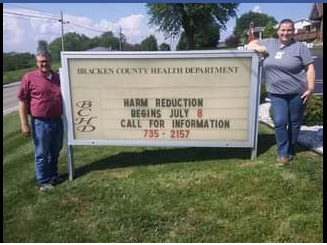 BRACKEN COUNTY HEALTH DEPARTMENT
BCHD
HARM REDUCTION
BEGINS JULY 8
CALL FOR INFORMATION
735-2157